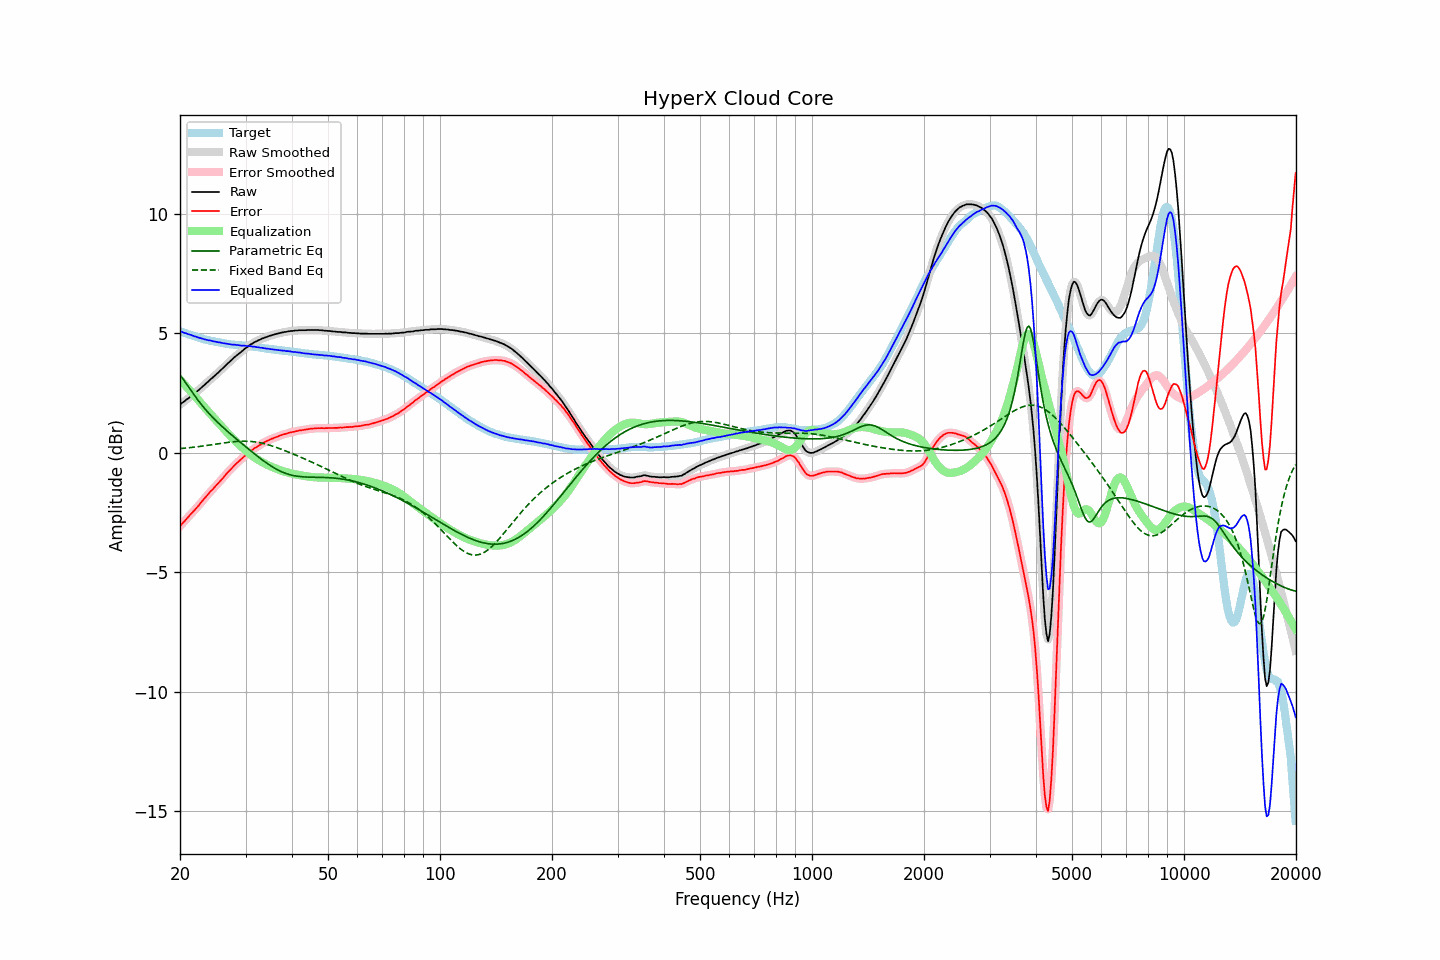 HyperX Cloud Core
Target
Raw Smoothed
Error Smoothed
Raw
Error
Equalization
Parametric Eq
Fixed Band Eq
Equalized
Amplitude (dBr)
10
5
0
−5
−10
−15
20 50 100 200 500 1000 2000 5000 10000 20000
Frequency (Hz)